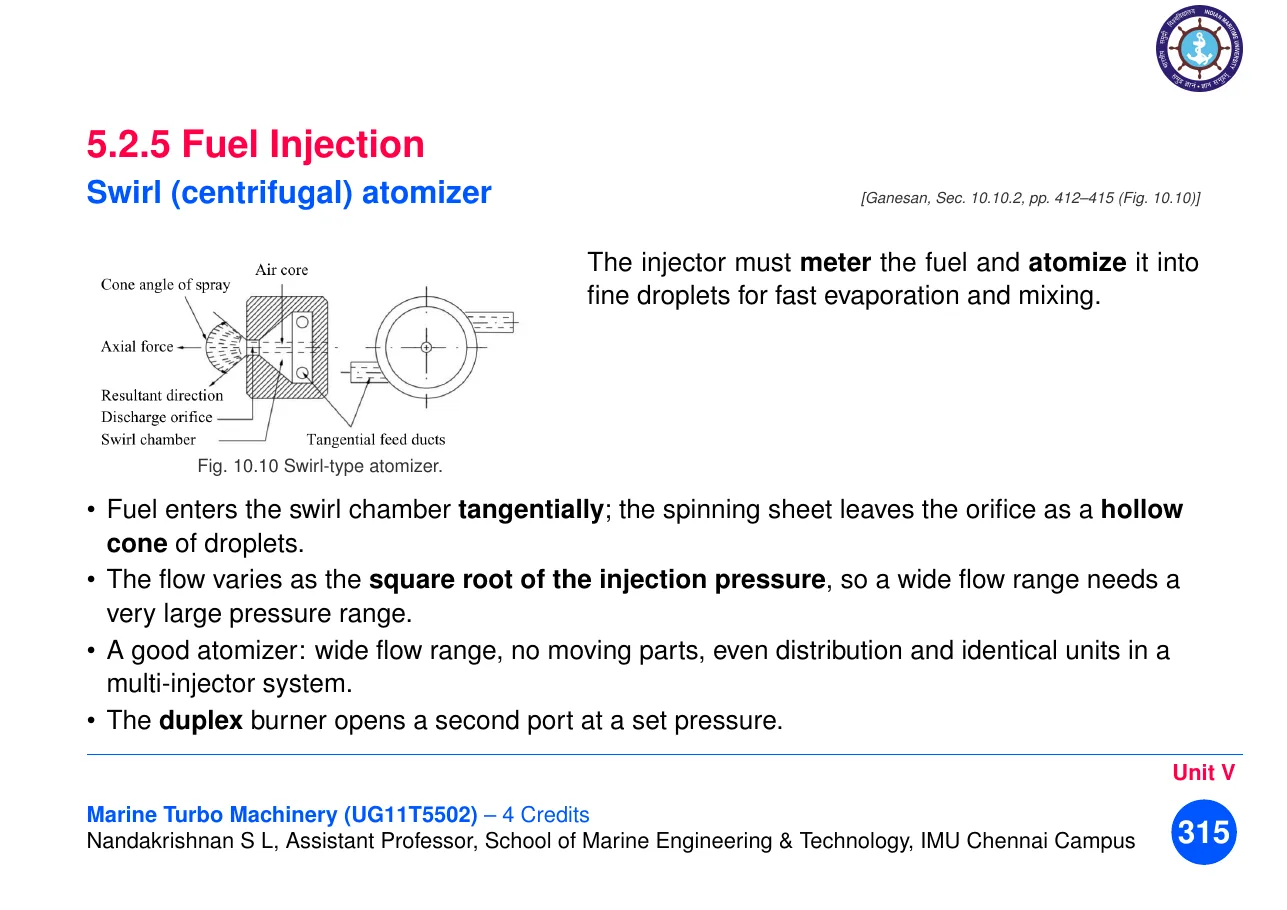 INDIAN MARITIME UNIVERSITY
5.2.5 Fuel Injection
Swirl (centrifugal) atomizer
[Ganesan, Sec. 10.10.2, pp. 412–415 (Fig. 10.10)]
Air core
Cone angle of spray
Axial force
Resultant direction
Discharge orifice
Swirl chamber
Tangential feed ducts
Fig. 10.10 Swirl-type atomizer.
The injector must meter the fuel and atomize it into
fine droplets for fast evaporation and mixing.
• Fuel enters the swirl chamber tangentially; the spinning sheet leaves the orifice as a hollow
cone of droplets.
• The flow varies as the square root of the injection pressure, so a wide flow range needs a
very large pressure range.
• A good atomizer: wide flow range, no moving parts, even distribution and identical units in a
multi-injector system.
• The duplex burner opens a second port at a set pressure.
Unit V
Marine Turbo Machinery (UG11T5502) – 4 Credits
Nandakrishnan S L, Assistant Professor, School of Marine Engineering & Technology, IMU Chennai Campus
315